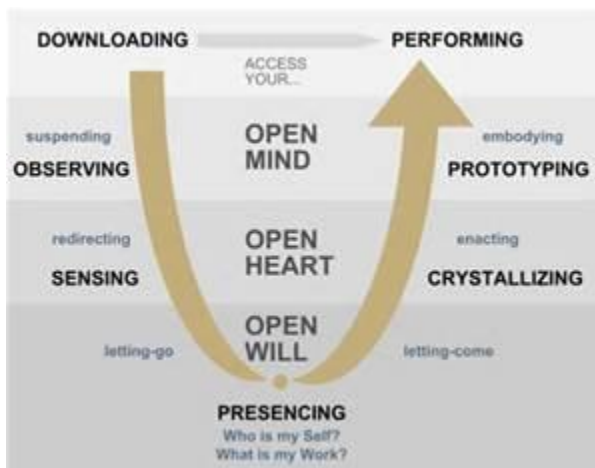 DOWNLOADING
PERFORMING
ACCESS
YOUR...
suspending
OPEN
MIND
embodying
OBSERVING
PROTOTYPING
redirecting
OPEN
HEART
enacting
SENSING
CRYSTALLIZING
OPEN
WILL
letting-go
letting-come
PRESENCING
Who is my Self?
What is my Work?